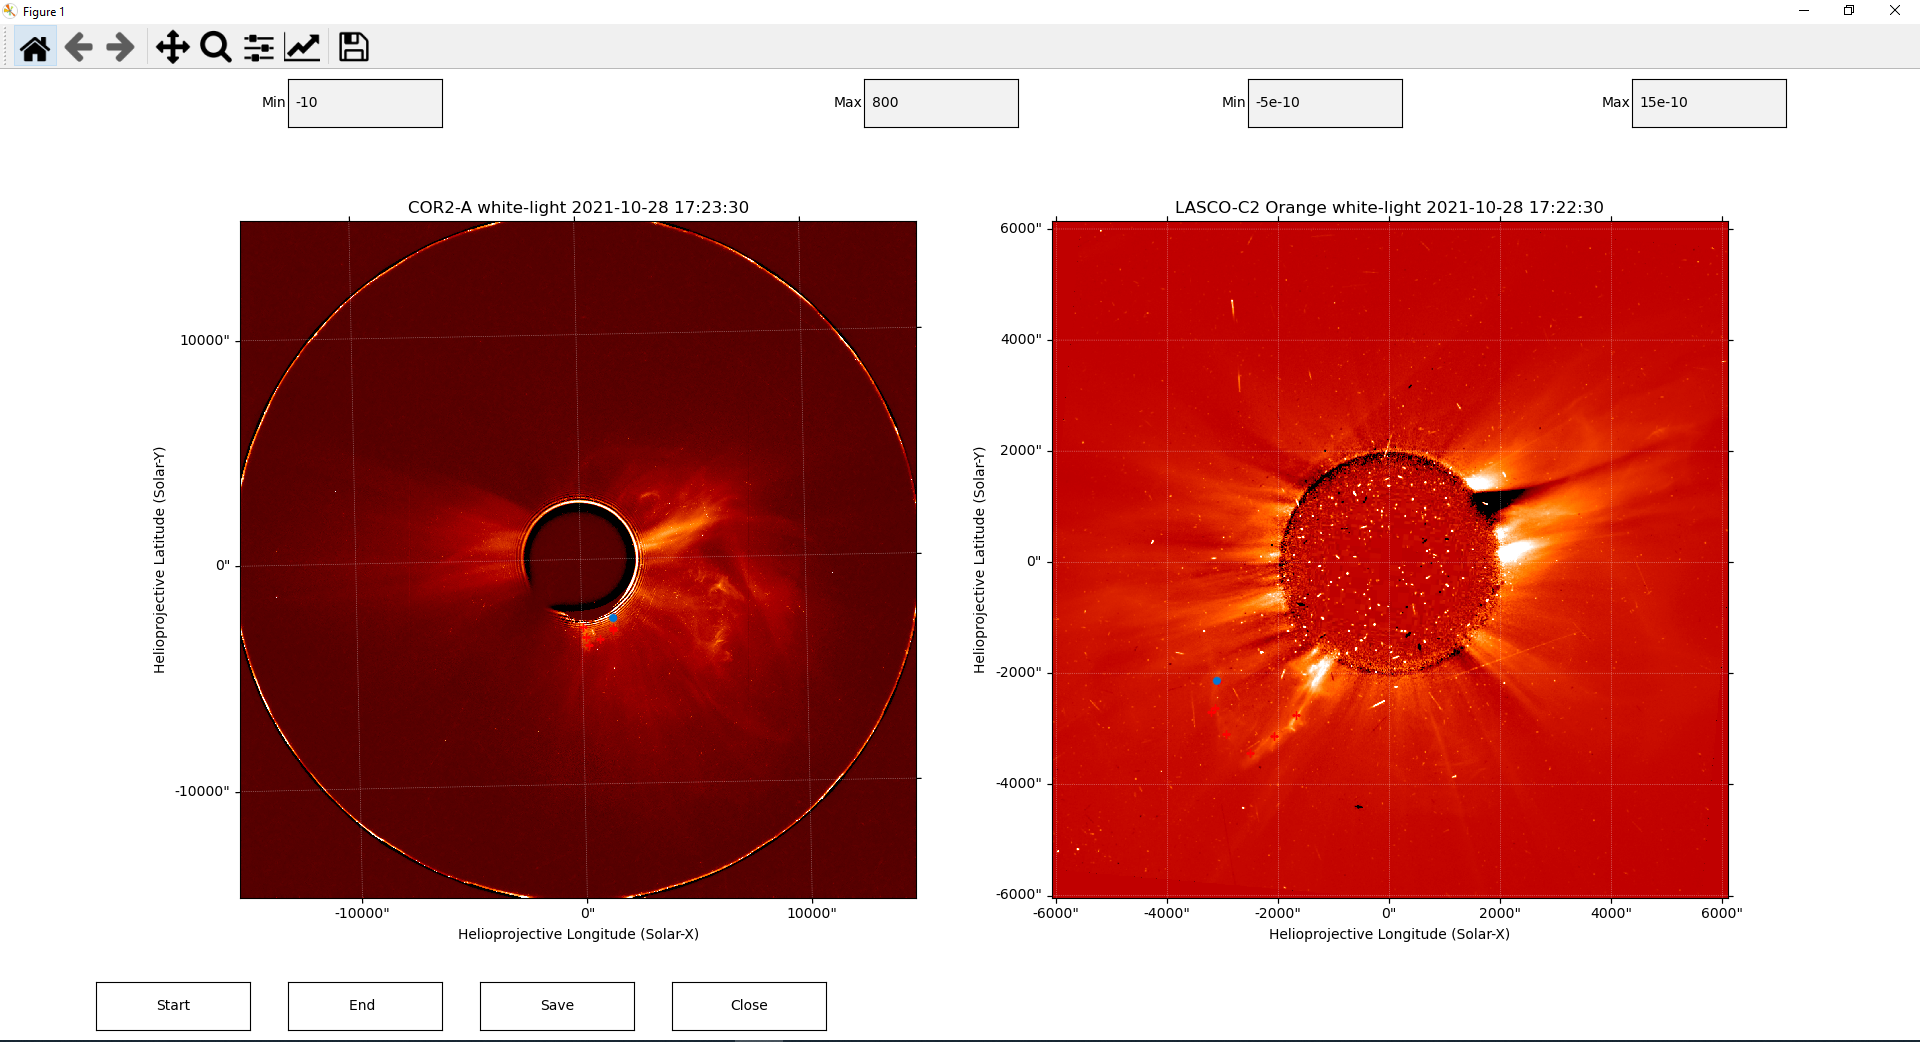 Figure 1
Min -10
Max 800
Min -5e-10
Max 15e-10
COR2-A white-light 2021-10-28 17:23:30
10000"
0"
-10000"
Helioprojective Latitude (Solar-Y)
-10000" 0" 10000"
Helioprojective Longitude (Solar-X)
LASCO-C2 Orange white-light 2021-10-28 17:22:30
6000"
4000"
2000"
0"
-2000"
-4000"
-6000"
Helioprojective Latitude (Solar-Y)
-6000" -4000" -2000" 0" 2000" 4000" 6000"
Helioprojective Longitude (Solar-X)
Start End Save Close